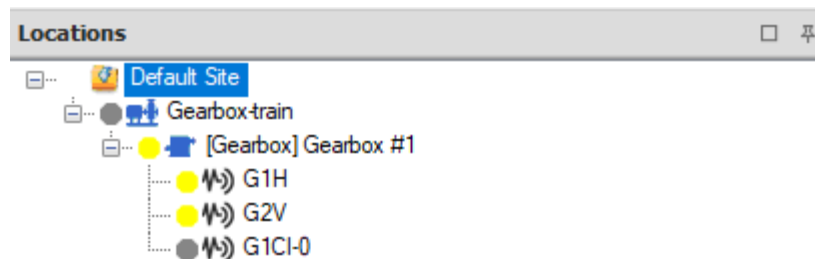 Locations
Default Site
Gearbox-train
[Gearbox] Gearbox #1
G1H
G2V
G1CI-0